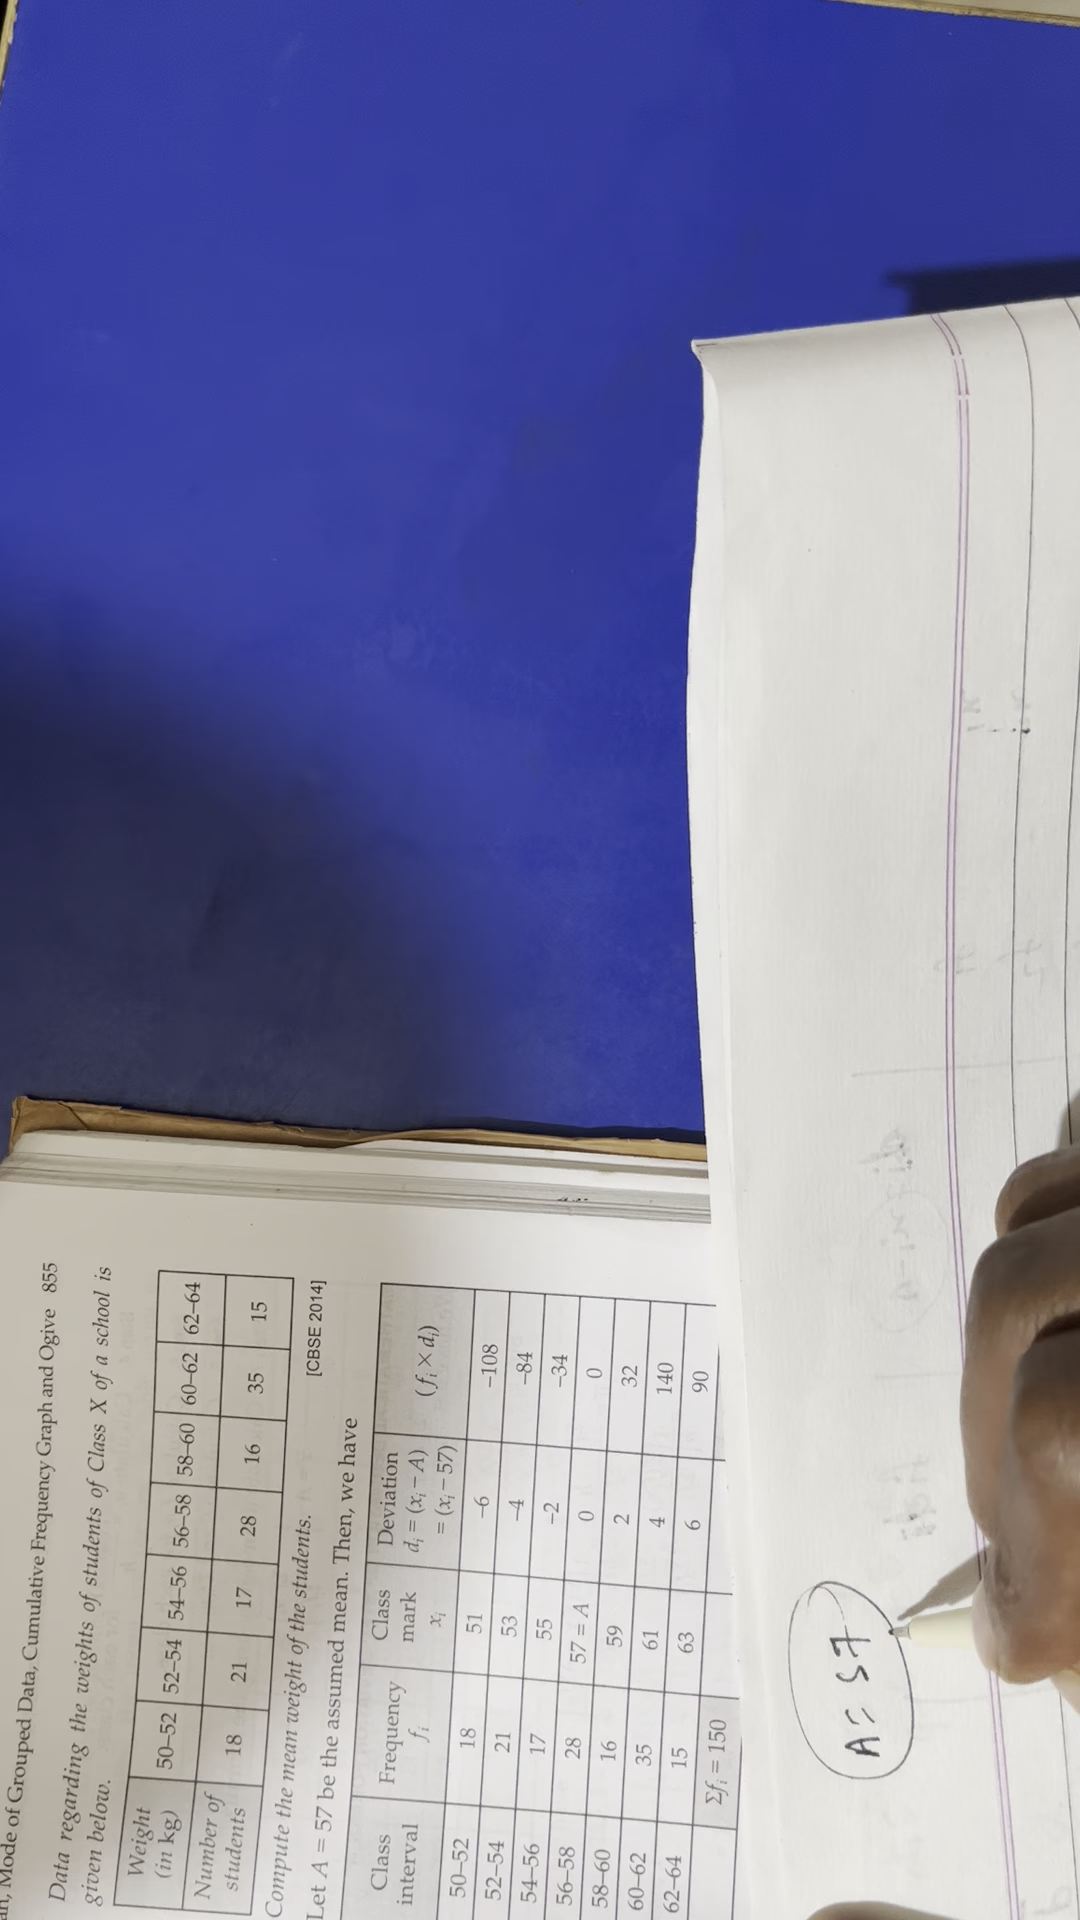 an, Mode of Grouped Data, Cumulative Frequency Graph and Ogive 855
Data regarding the weights of students of Class X of a school is
given below.
Weight (in kg) 50–52 52–54 54–56 56–58 58–60 60–62 62–64
Number of students 18 21 17 28 16 35 15
Compute the mean weight of the students. [CBSE 2014]
Let A = 57 be the assumed mean. Then, we have
Class interval Frequency fᵢ Class mark xᵢ Deviation dᵢ = (xᵢ − A) = (xᵢ − 57) (fᵢ × dᵢ)
50–52 18 51 −6 −108
52–54 21 53 −4 −84
54–56 17 55 −2 −34
56–58 28 57 = A 0 0
58–60 16 59 2 32
60–62 35 61 4 140
62–64 15 63 6 90
Σfᵢ = 150
A = 57